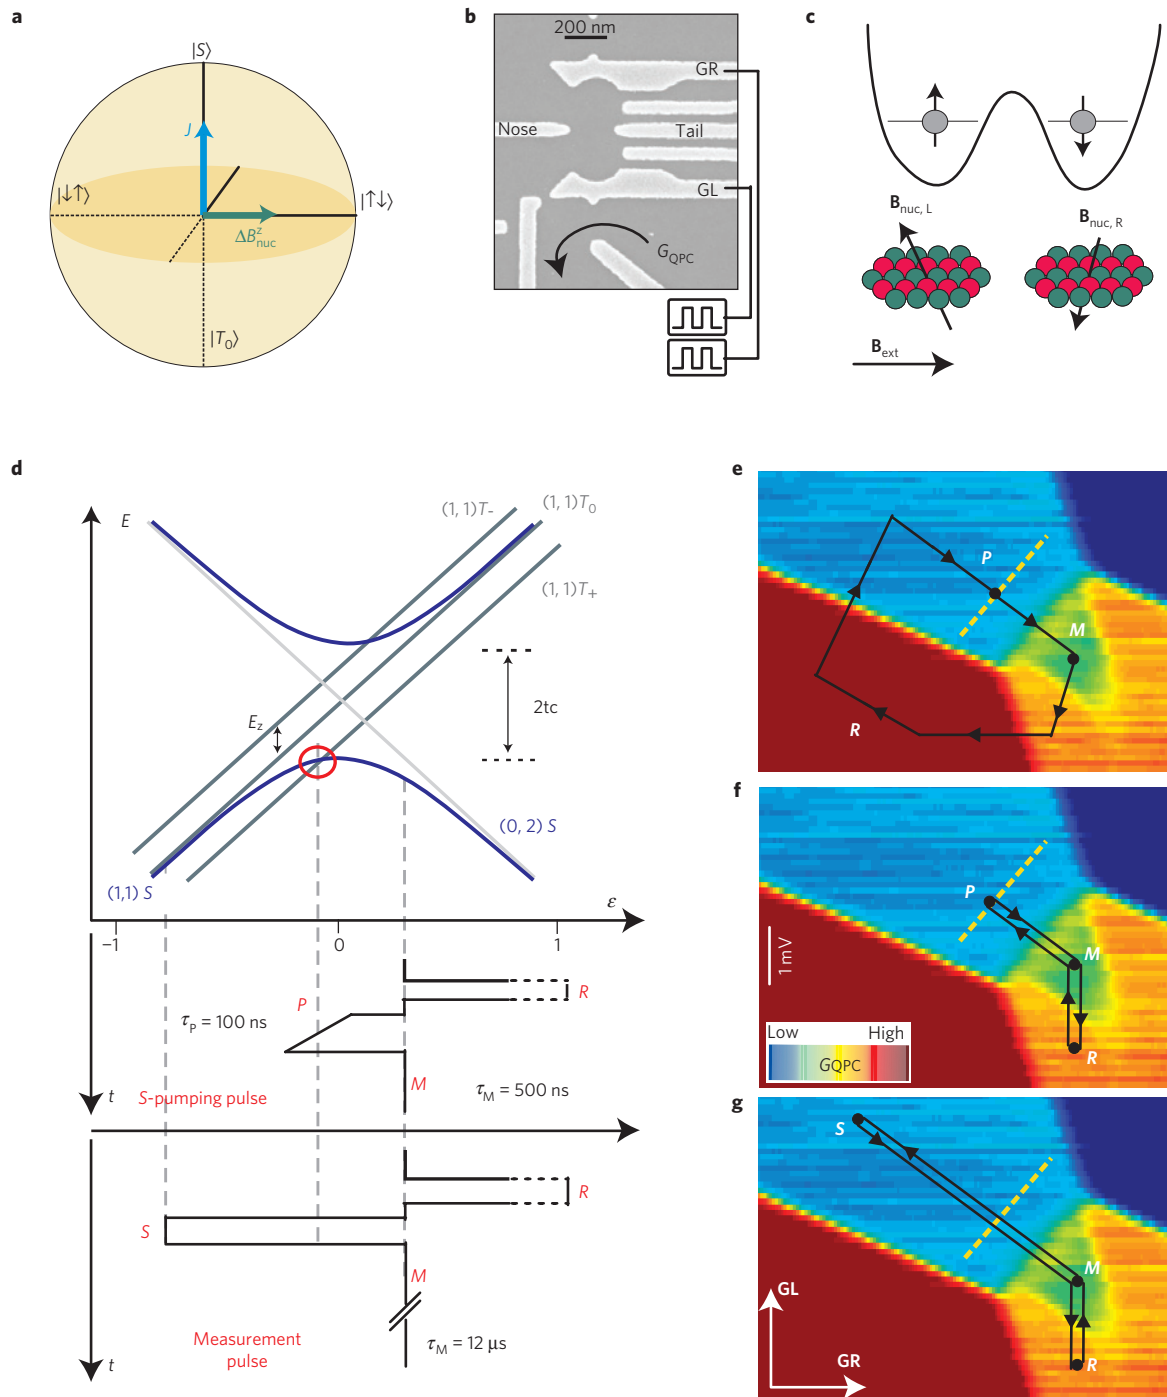 a
|S⟩
J
|↓↑⟩
|↑↓⟩
ΔB^z_nuc
|T₀⟩
b
200 nm
GR
Nose
Tail
GL
G_QPC
c
B_nuc, L
B_nuc, R
B_ext
d
E
(1, 1)T₋
(1, 1)T₀
(1, 1)T₊
2tc
E_z
(0, 2) S
(1,1) S
ε
−1
0
1
P
R
τ_P = 100 ns
M
τ_M = 500 ns
t
S-pumping pulse
R
S
M
τ_M = 12 µs
Measurement
pulse
t
e
P
M
R
f
P
M
1 mV
Low
High
GQPC
R
g
S
M
GL
GR
R